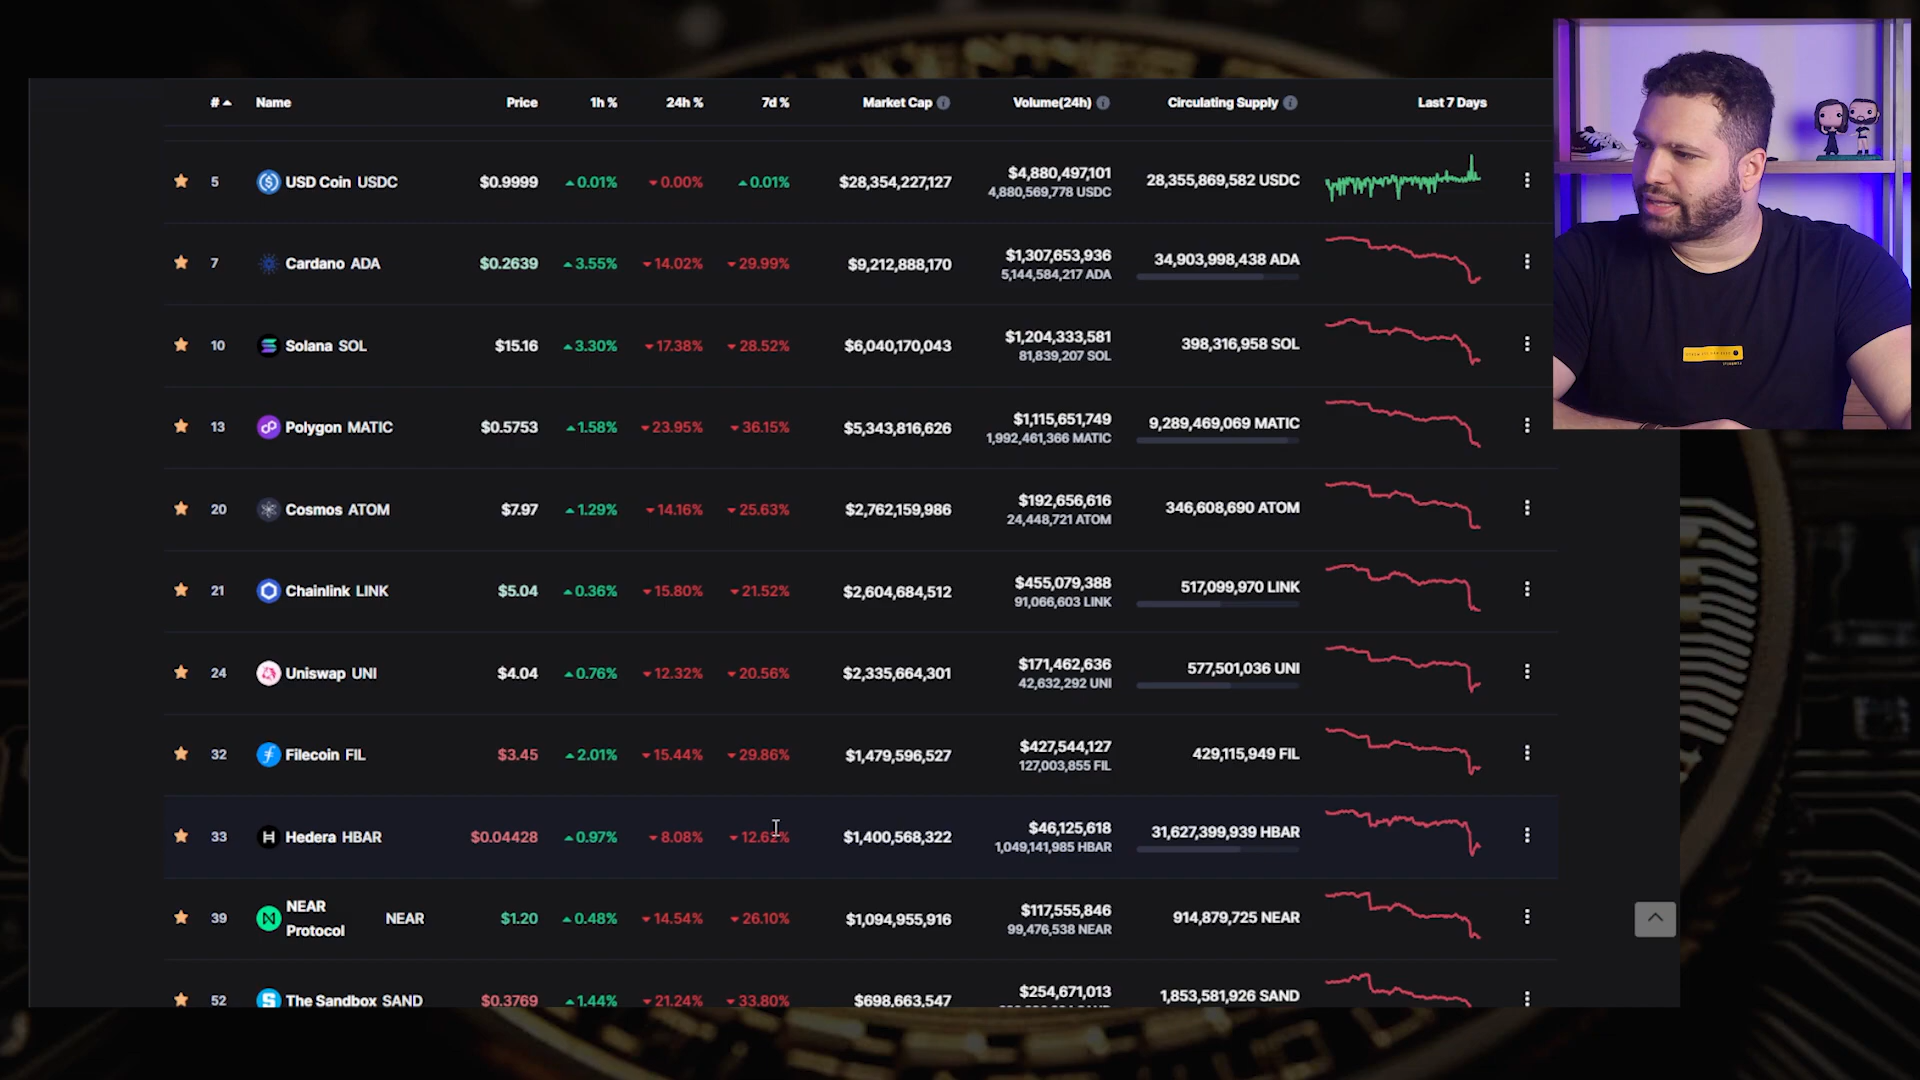 # Name Price 1h % 24h % 7d % Market Cap Volume(24h) Circulating Supply Last 7 Days
5 USD Coin USDC $0.9999 0.01% 0.00% 0.01% $28,354,227,127 $4,880,497,101 28,355,869,582 USDC
4,880,569,778 USDC
7 Cardano ADA $0.2639 3.55% 14.02% 29.99% $9,212,888,170 $1,307,653,936 34,903,998,438 ADA
5,144,584,217 ADA
10 Solana SOL $15.16 3.30% 17.38% 28.52% $6,040,170,043 $1,204,333,581 398,316,958 SOL
81,839,207 SOL
13 Polygon MATIC $0.5753 1.58% 23.95% 36.15% $5,343,816,626 $1,115,651,749 9,289,469,069 MATIC
1,992,461,366 MATIC
20 Cosmos ATOM $7.97 1.29% 14.16% 25.63% $2,762,159,986 $192,656,616 346,608,690 ATOM
24,448,721 ATOM
21 Chainlink LINK $5.04 0.36% 15.80% 21.52% $2,604,684,512 $455,079,388 517,099,970 LINK
91,066,603 LINK
24 Uniswap UNI $4.04 0.76% 12.32% 20.56% $2,335,664,301 $171,462,636 577,501,036 UNI
42,632,292 UNI
32 Filecoin FIL $3.45 2.01% 15.44% 29.86% $1,479,596,527 $427,544,127 429,115,949 FIL
127,003,855 FIL
33 Hedera HBAR $0.04428 0.97% 8.08% 12.62% $1,400,568,322 $46,125,618 31,627,399,939 HBAR
1,049,141,985 HBAR
39 NEAR Protocol NEAR $1.20 0.48% 14.54% 26.10% $1,094,955,916 $117,555,846 914,879,725 NEAR
99,476,538 NEAR
52 The Sandbox SAND $0.3769 1.44% 21.24% 33.80% $698,663,547 $254,671,013 1,853,581,926 SAND